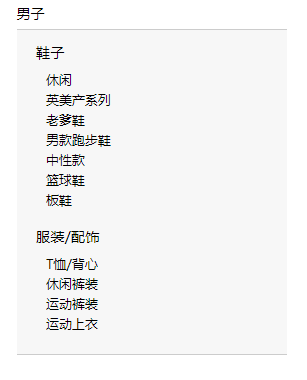 男子
鞋子
休闲
英美产系列
老爹鞋
男款跑步鞋
中性款
篮球鞋
板鞋
服装/配饰
T恤/背心
休闲裤装
运动裤装
运动上衣